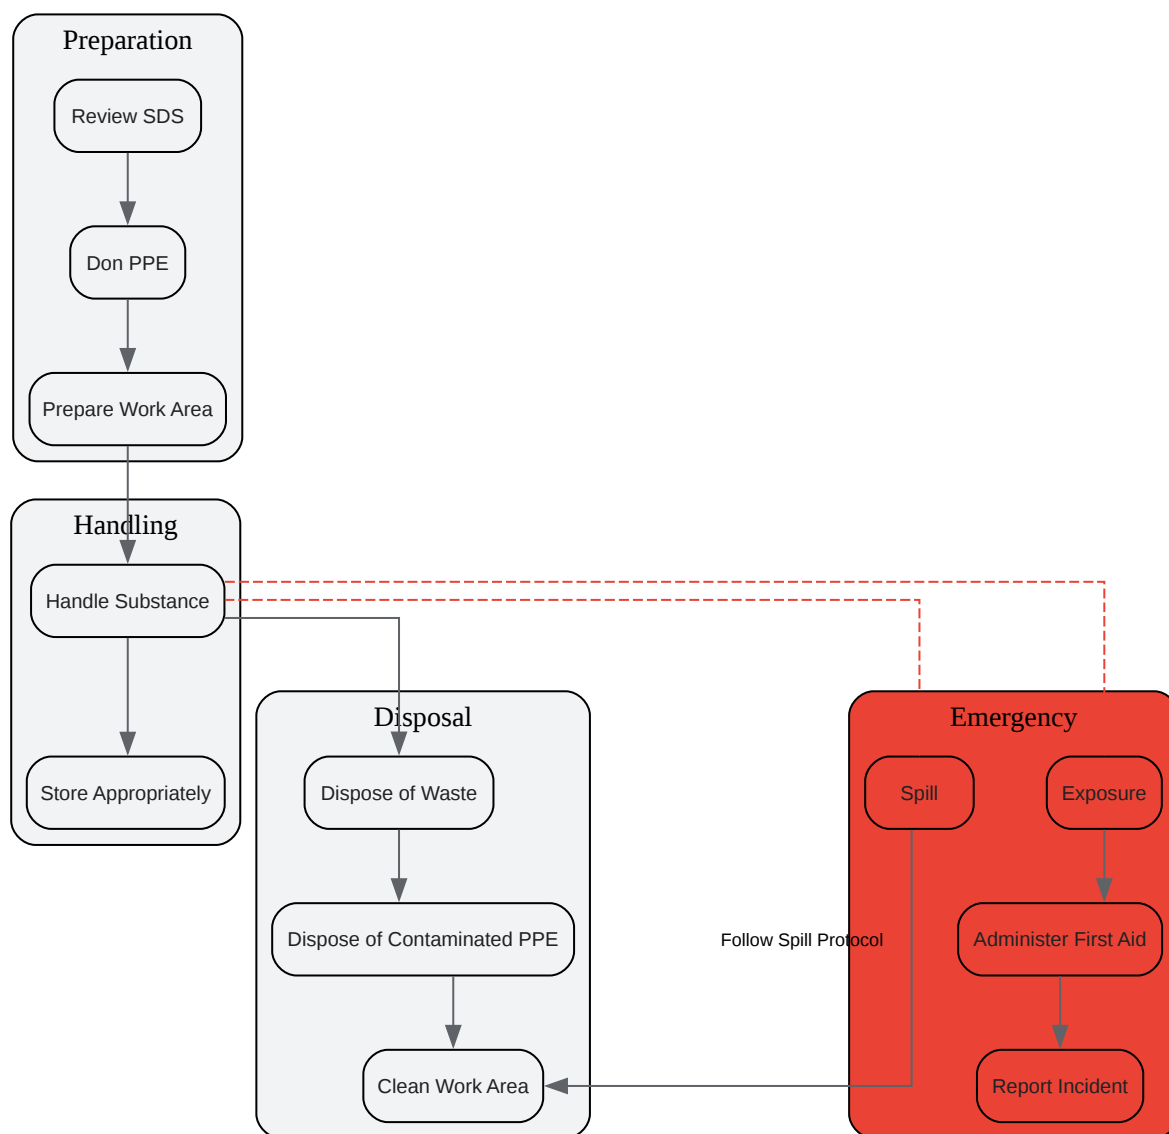 Preparation
Review SDS
Don PPE
Prepare Work Area
Handling
Handle Substance
Store Appropriately
Disposal
Dispose of Waste
Dispose of Contaminated PPE
Clean Work Area
Follow Spill Protocol
Emergency
Spill
Exposure
Administer First Aid
Report Incident